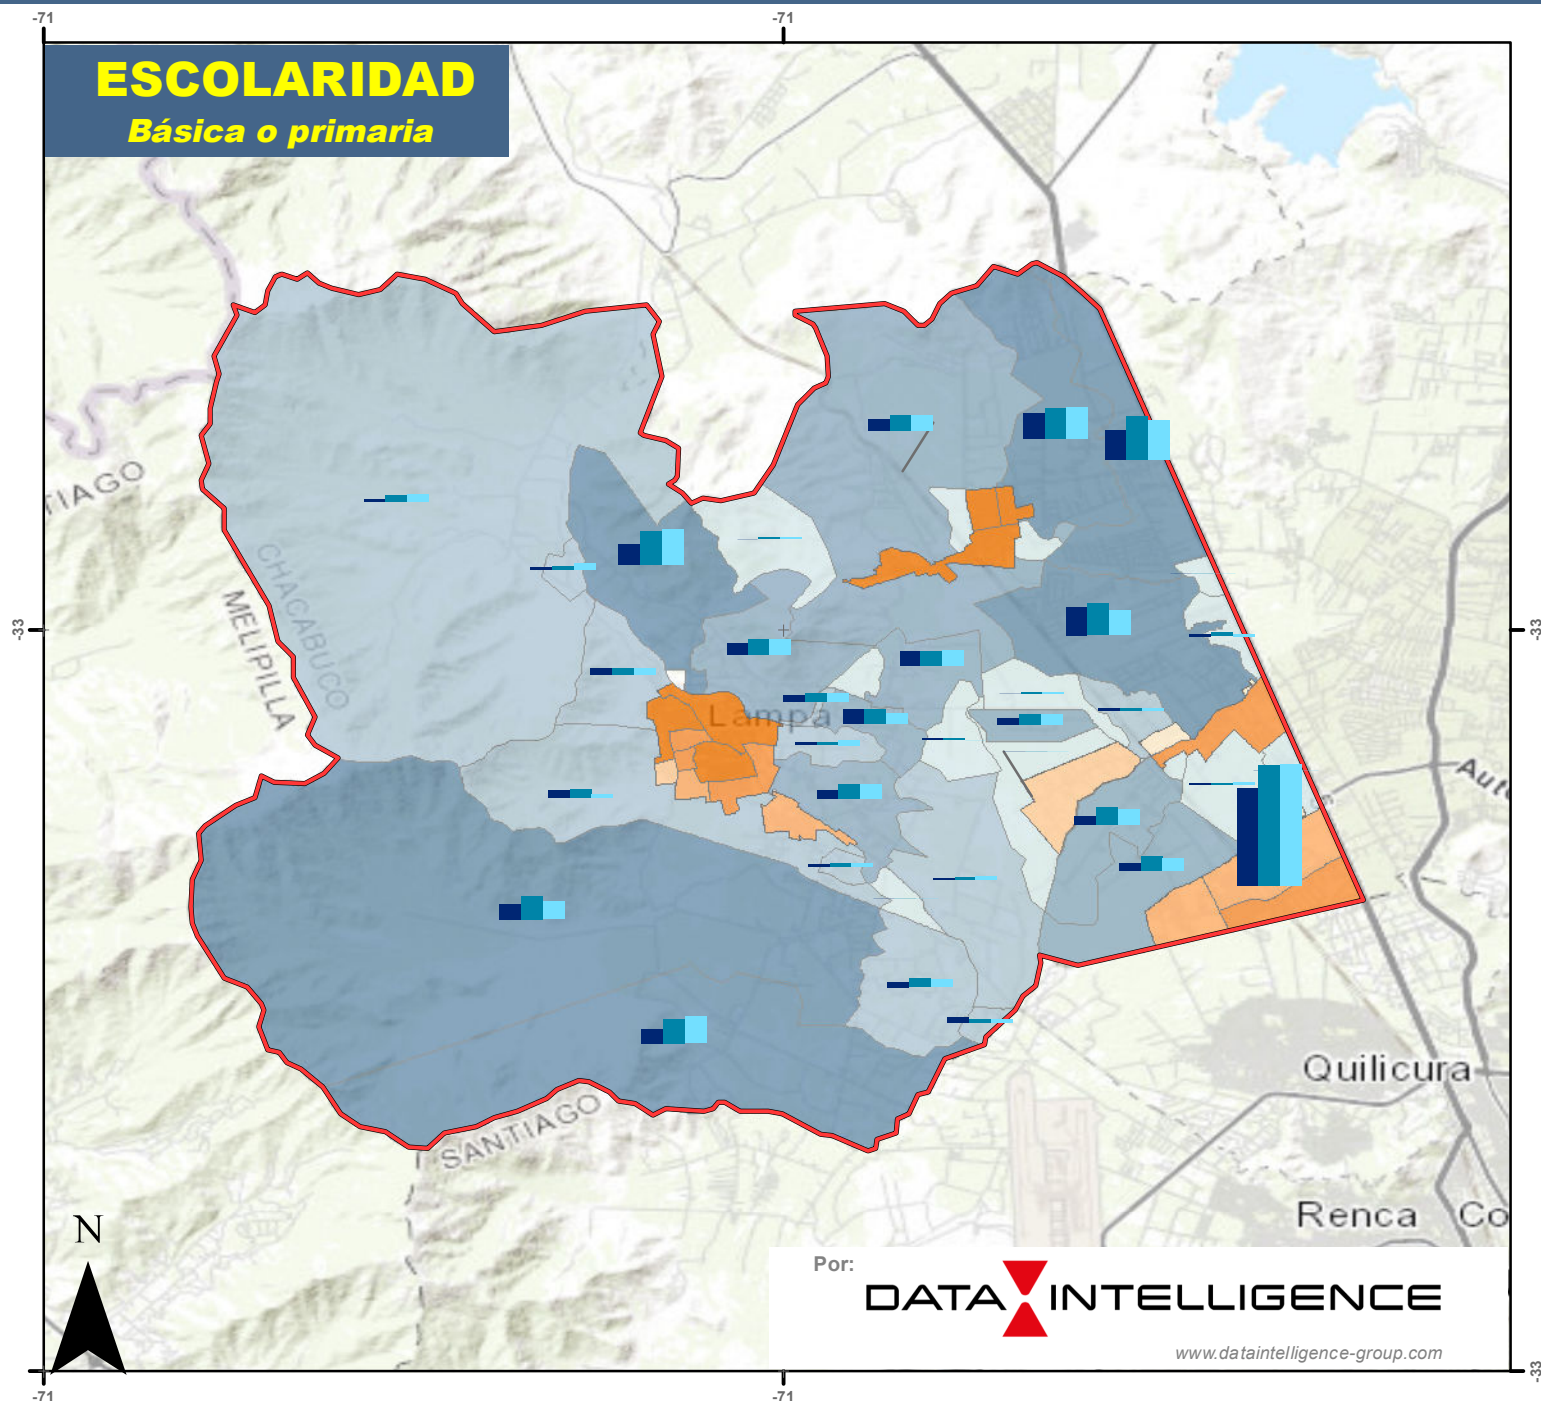 -71
-71
ESCOLARIDAD
Básica o primaria
TIAGO
CHACABUCO
MELIPILLA
-33
-33
Lampa
Auto
SANTIAGO
Quilicura
Renca
Co
N
Por:
DATA INTELLIGENCE
www.dataintelligence-group.com
-33
-71
-71